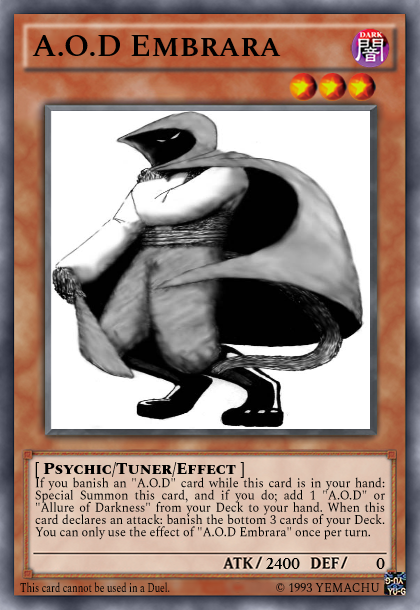 A.O.D EMBRARA
DARK
闇
[ PSYCHIC/TUNER/EFFECT ]
If you banish an "A.O.D" card while this card is in your hand:
Special Summon this card, and if you do; add 1 "A.O.D" or
"Allure of Darkness" from your Deck to your hand. When this
card declares an attack: banish the bottom 3 cards of your Deck.
You can only use the effect of "A.O.D Embrara" once per turn.
ATK/ 2400 DEF/ 0
This card cannot be used in a Duel.
© 1993 YEMACHU